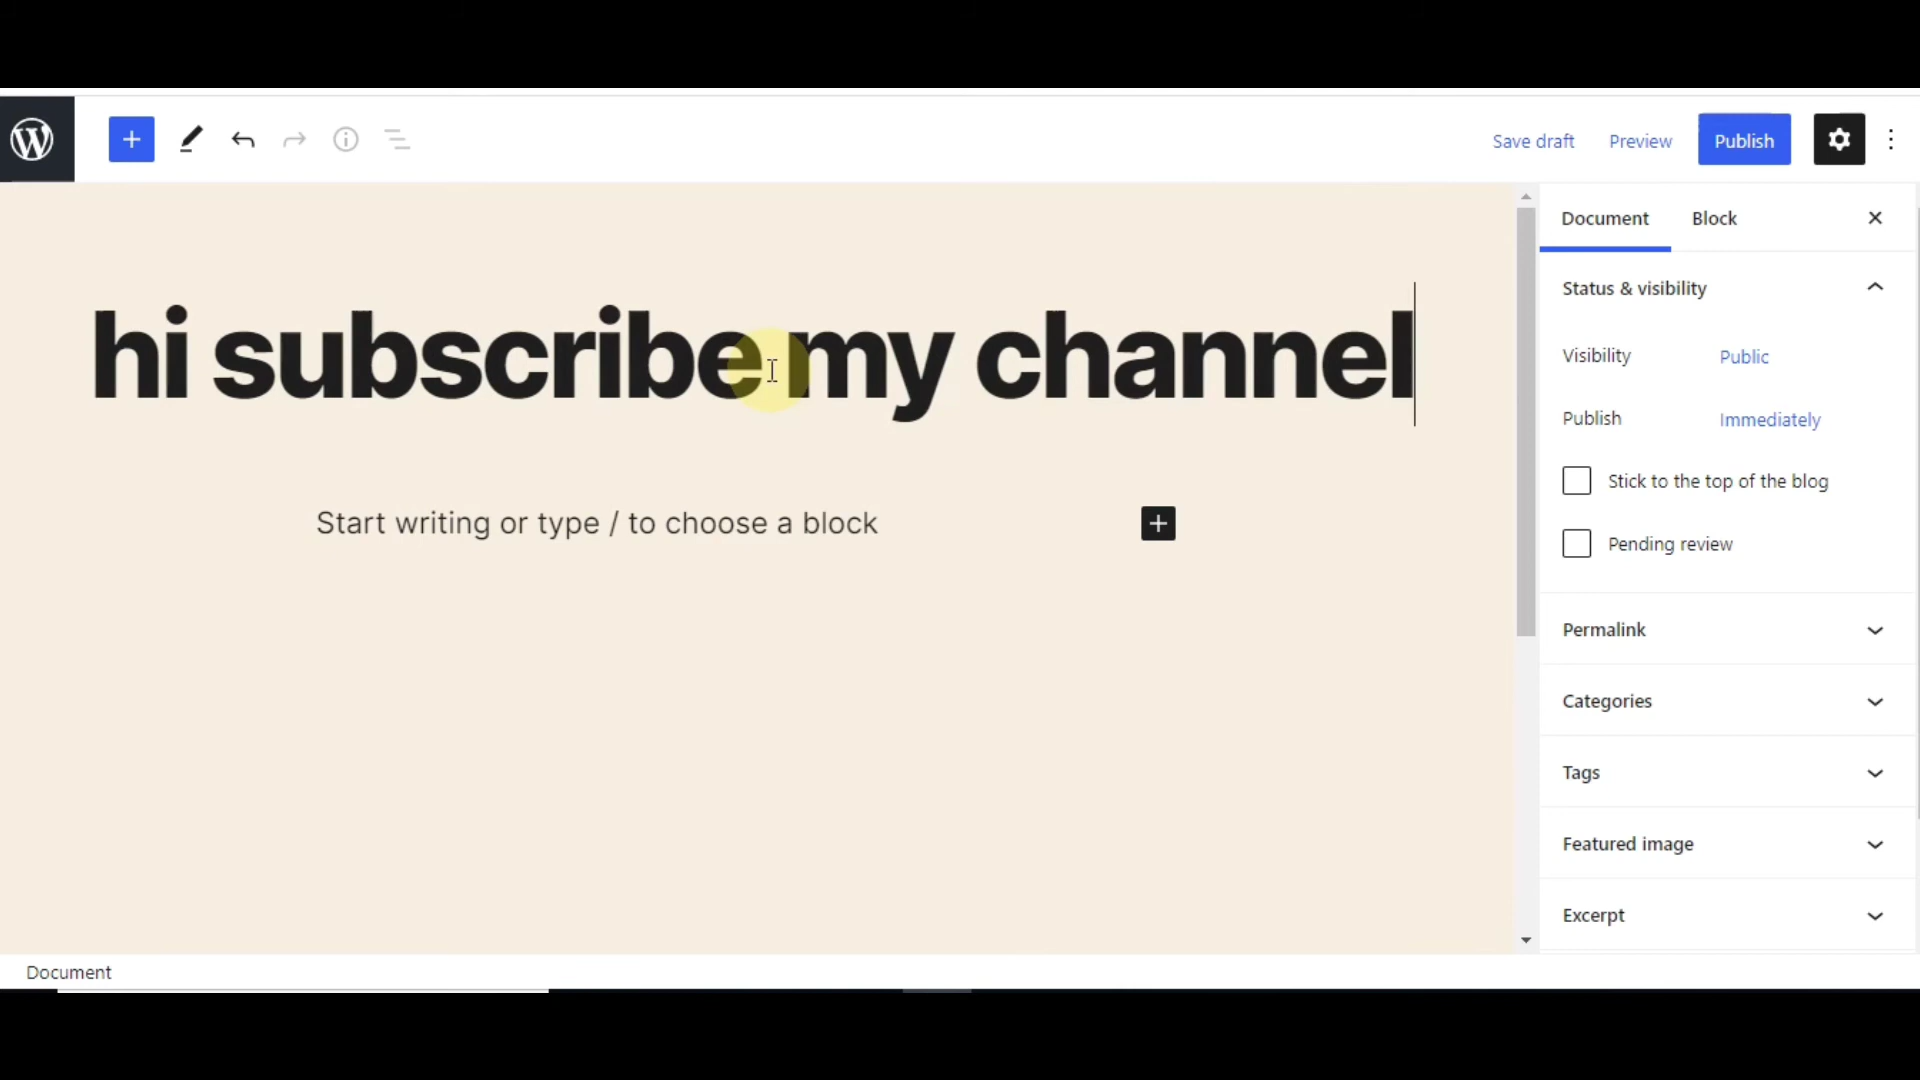 Save draft Preview Publish
Document Block
hi subscribe my channel
Start writing or type / to choose a block
Status & visibility
Visibility Public
Publish Immediately
Stick to the top of the blog
Pending review
Permalink
Categories
Tags
Featured image
Excerpt
Document